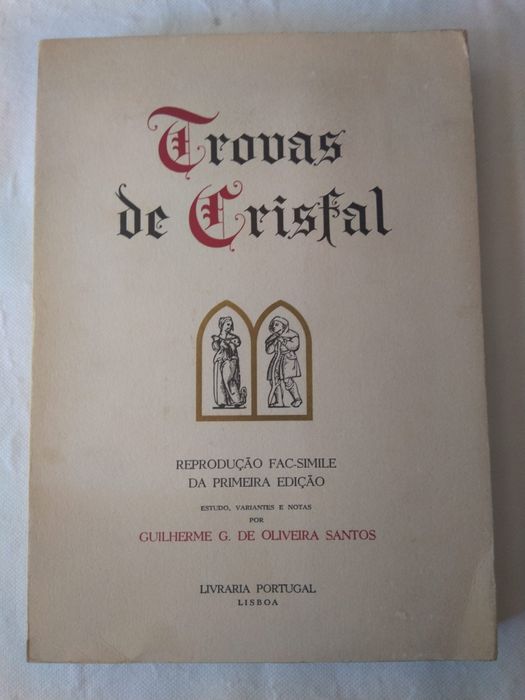 Trovas
de Crisfal
REPRODUÇÃO FAC-SIMILE
DA PRIMEIRA EDIÇÃO
ESTUDO, VARIANTES E NOTAS
POR
GUILHERME G. DE OLIVEIRA SANTOS
LIVRARIA PORTUGAL
LISBOA